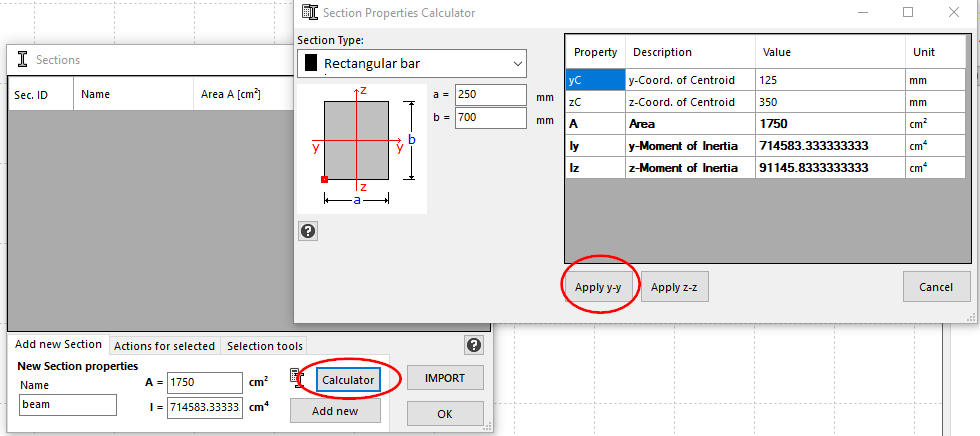 Section Properties Calculator
Section Type:
Rectangular bar
a = 250 mm
b = 700 mm
z
y y
b
z
a
?
Property Description Value Unit
yC y-Coord. of Centroid 125 mm
zC z-Coord. of Centroid 350 mm
A Area 1750 cm²
Iy y-Moment of Inertia 714583.333333333 cm⁴
Iz z-Moment of Inertia 91145.8333333333 cm⁴
Apply y-y Apply z-z Cancel
Sections
Sec. ID Name Area A [cm²]
Add new Section Actions for selected Selection tools ?
New Section properties
Name
beam
A = 1750 cm²
I = 714583.33333 cm⁴
Calculator IMPORT
Add new OK